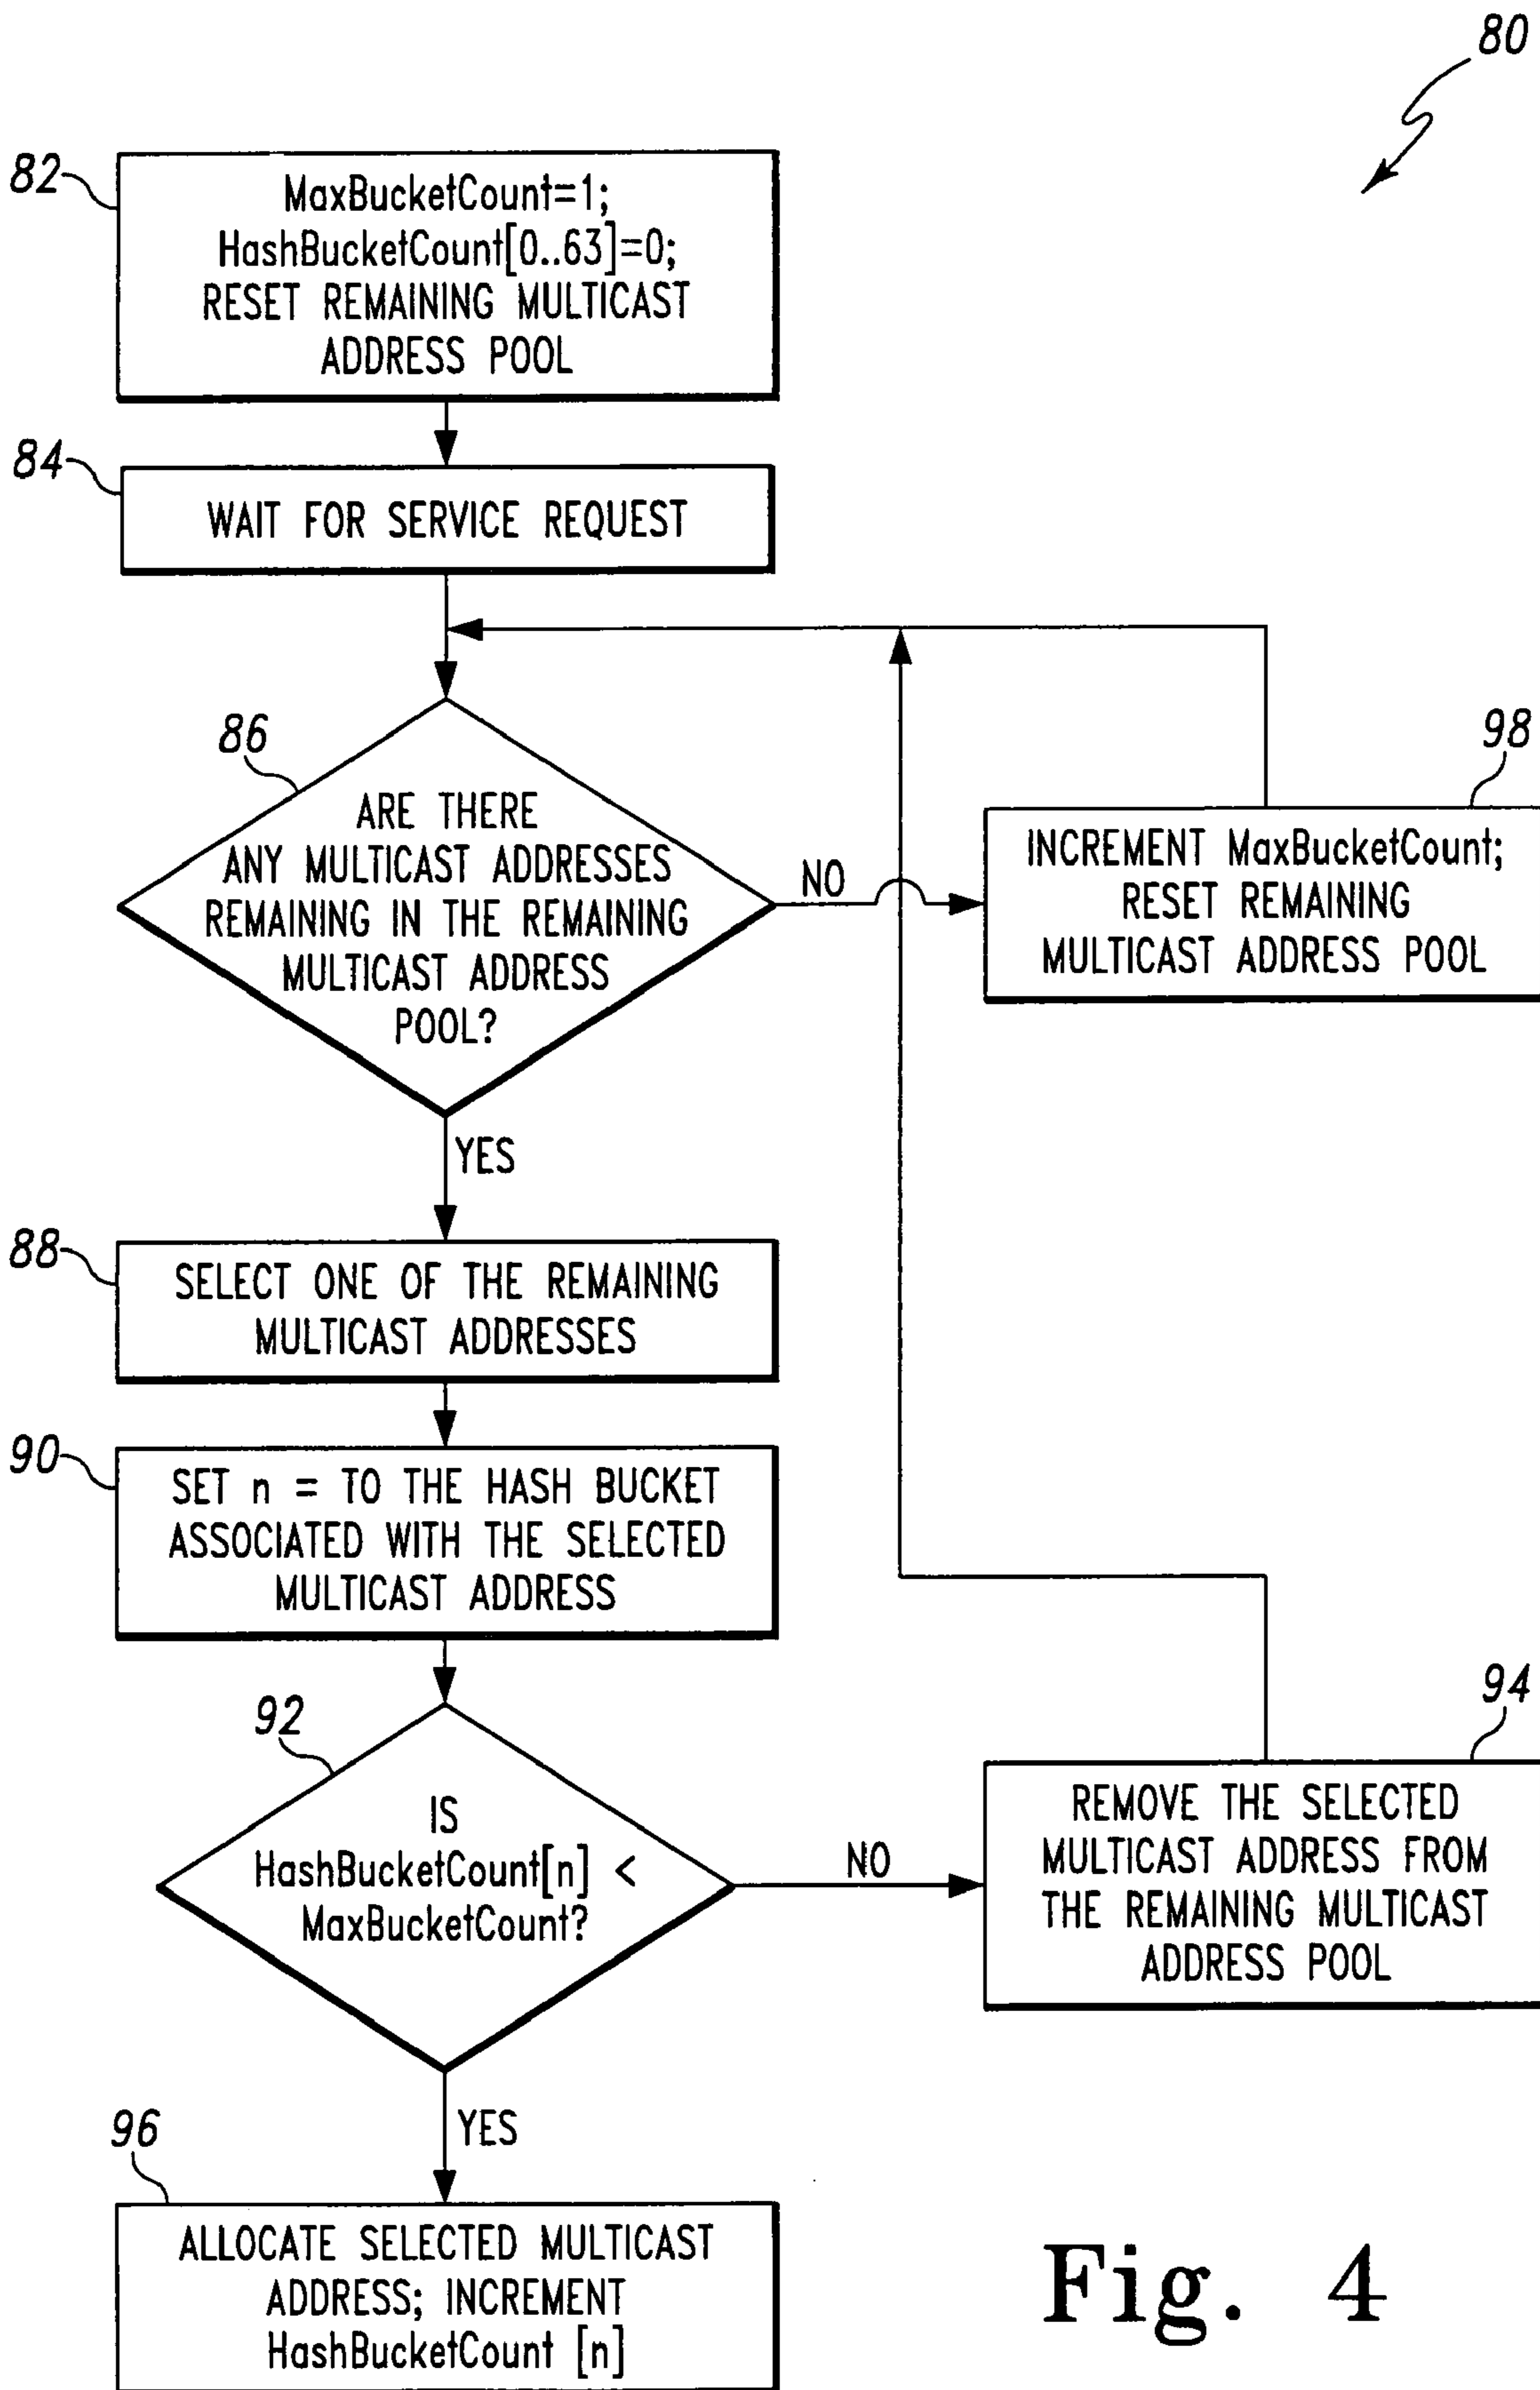 80
82
MaxBucketCount=1;
HashBucketCount[0..63]=0;
RESET REMAINING MULTICAST
ADDRESS POOL
84
WAIT FOR SERVICE REQUEST
86
ARE THERE
ANY MULTICAST ADDRESSES
REMAINING IN THE REMAINING
MULTICAST ADDRESS
POOL?
NO
98
INCREMENT MaxBucketCount;
RESET REMAINING
MULTICAST ADDRESS POOL
YES
88
SELECT ONE OF THE REMAINING
MULTICAST ADDRESSES
90
SET n = TO THE HASH BUCKET
ASSOCIATED WITH THE SELECTED
MULTICAST ADDRESS
92
IS
HashBucketCount[n] <
MaxBucketCount?
NO
94
REMOVE THE SELECTED
MULTICAST ADDRESS FROM
THE REMAINING MULTICAST
ADDRESS POOL
YES
96
ALLOCATE SELECTED MULTICAST
ADDRESS; INCREMENT
HashBucketCount [n]
Fig. 4